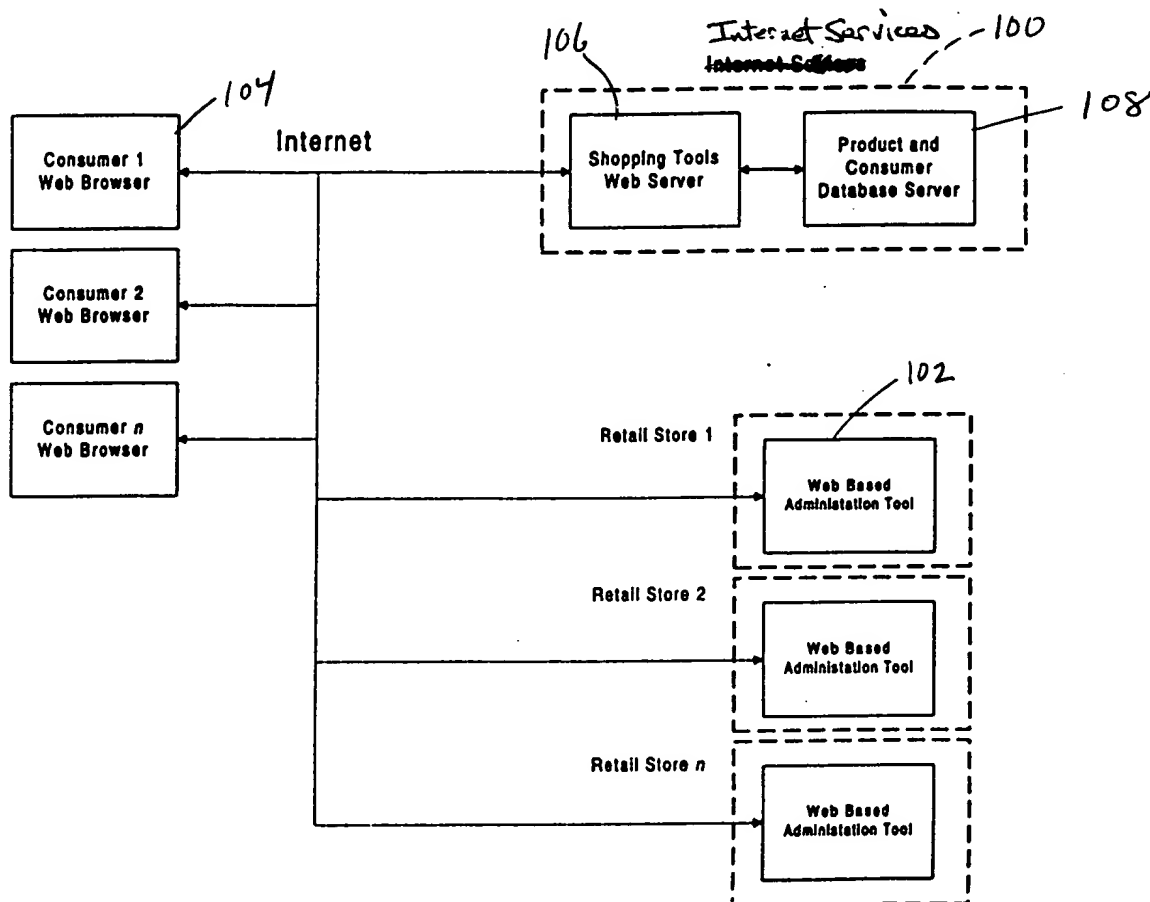 Internet Services
100
Internet
106
104
108
Internet
Consumer 1
Web Browser
Shopping Tools
Web Server
Product and
Consumer
Database Server
Consumer 2
Web Browser
Consumer n
Web Browser
102
Retail Store 1
Web Based
Administation Tool
Retail Store 2
Web Based
Administation Tool
Retail Store n
Web Based
Administation Tool